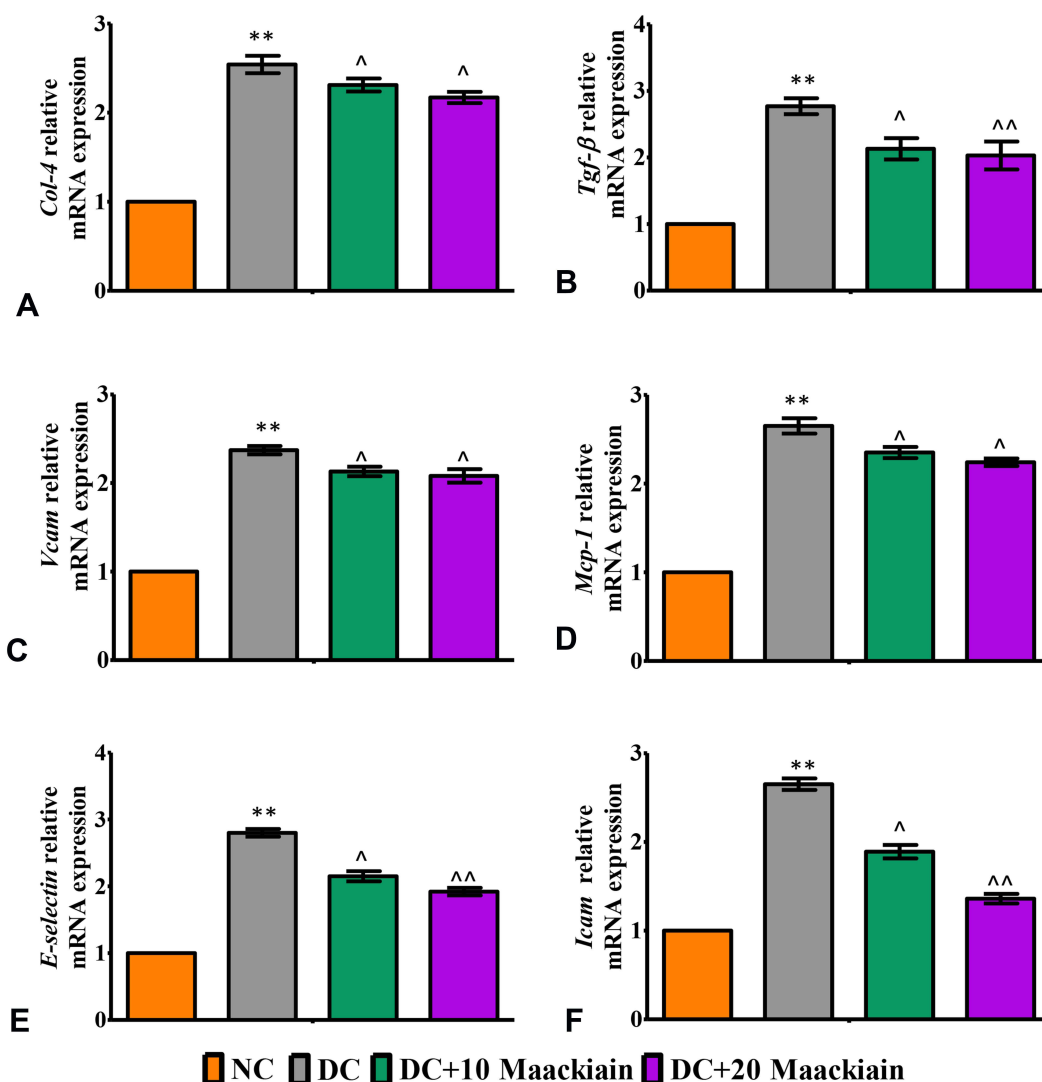 Col-4 relative
mRNA expression
3
2
1
0
**
^
^
A
Tgf-β relative
mRNA expression
4
3
2
1
0
**
^
^^
B
Vcam relative
mRNA expression
3
2
1
0
**
^
^
C
Mcp-1 relative
mRNA expression
3
2
1
0
**
^
^
D
E-selectin relative
mRNA expression
4
3
2
1
0
**
^
^^
E
Icam relative
mRNA expression
3
2
1
0
**
^
^^
F
NC DC DC+10 Maackiain DC+20 Maackiain